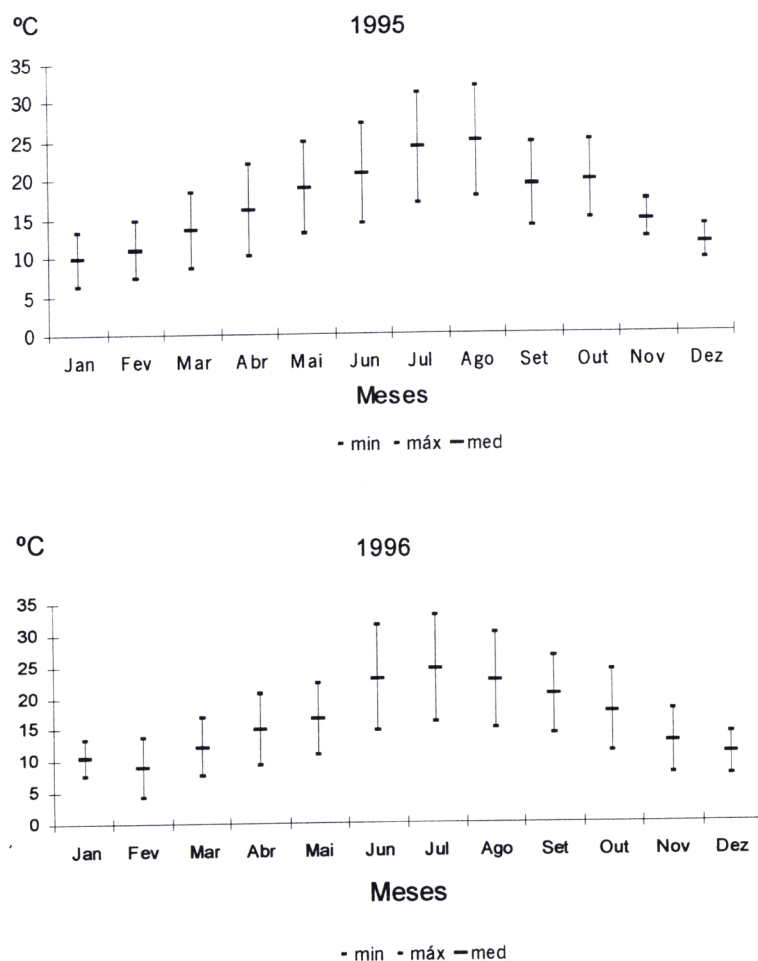 ºC 1995
35
30
25
20
15
10
5
0
Jan Fev Mar Abr Mai Jun Jul Ago Set Out Nov Dez
Meses
- min - máx — med
ºC 1996
35
30
25
20
15
10
5
0
Jan Fev Mar Abr Mai Jun Jul Ago Set Out Nov Dez
Meses
- min - máx — med